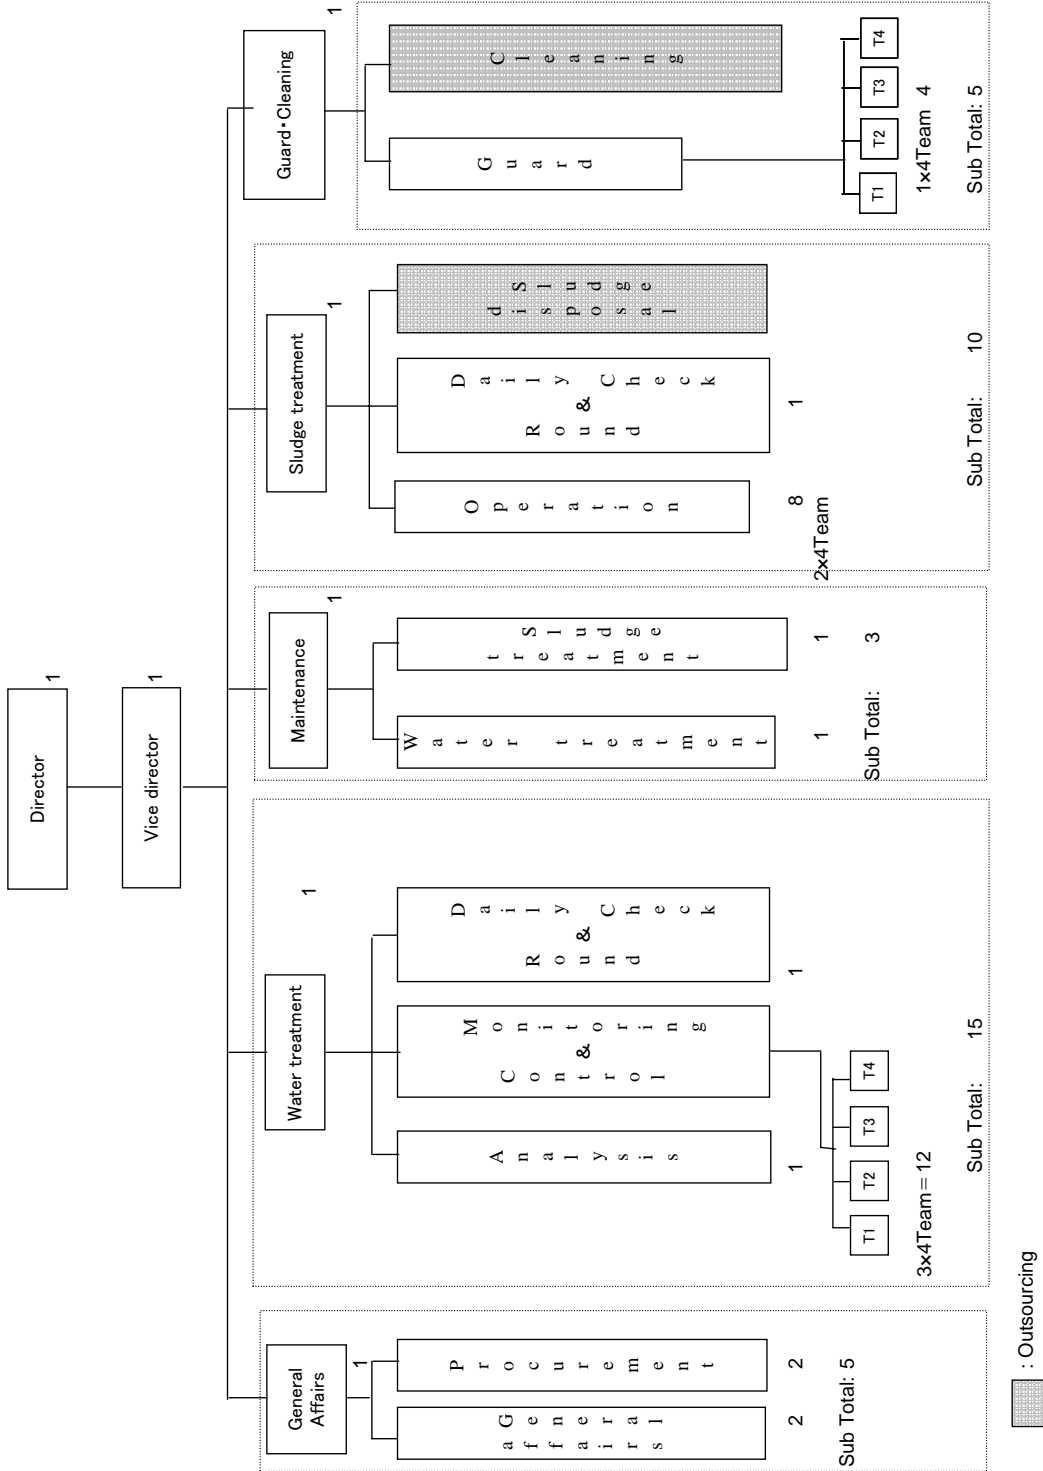 Director
1
Vice director
1
General
Affairs
1
General
affairs
2
Procurement
2
Sub Total: 5
Water treatment
1
Analysis
1
Monitoring
&
Control
T1
T2
T3
T4
3×4Team=12
Daily Check
&
Round
1
Sub Total: 15
Maintenance
1
Water treatment
1
Sludge
treatment
1
Sub Total: 3
Sludge treatment
1
Operation
8
2×4Team
Daily Check
&
Round
1
Sludge
disposal
Sub Total: 10
Guard・Cleaning
1
Guard
Cleaning
T1
T2
T3
T4
1×4Team 4
Sub Total: 5
: Outsourcing